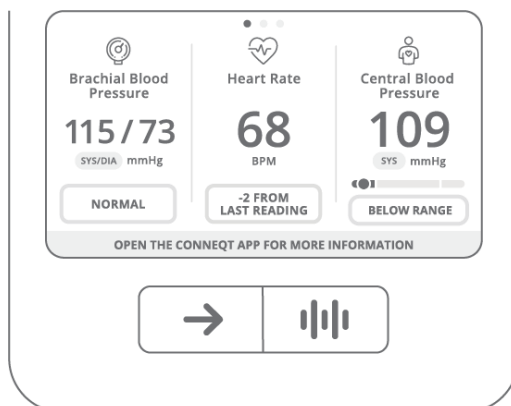 Brachial Blood
Pressure
115 / 73
SYS/DIA mmHg
NORMAL
Heart Rate
68
BPM
-2 FROM
LAST READING
Central Blood
Pressure
109
SYS mmHg
BELOW RANGE
OPEN THE CONNEQT APP FOR MORE INFORMATION